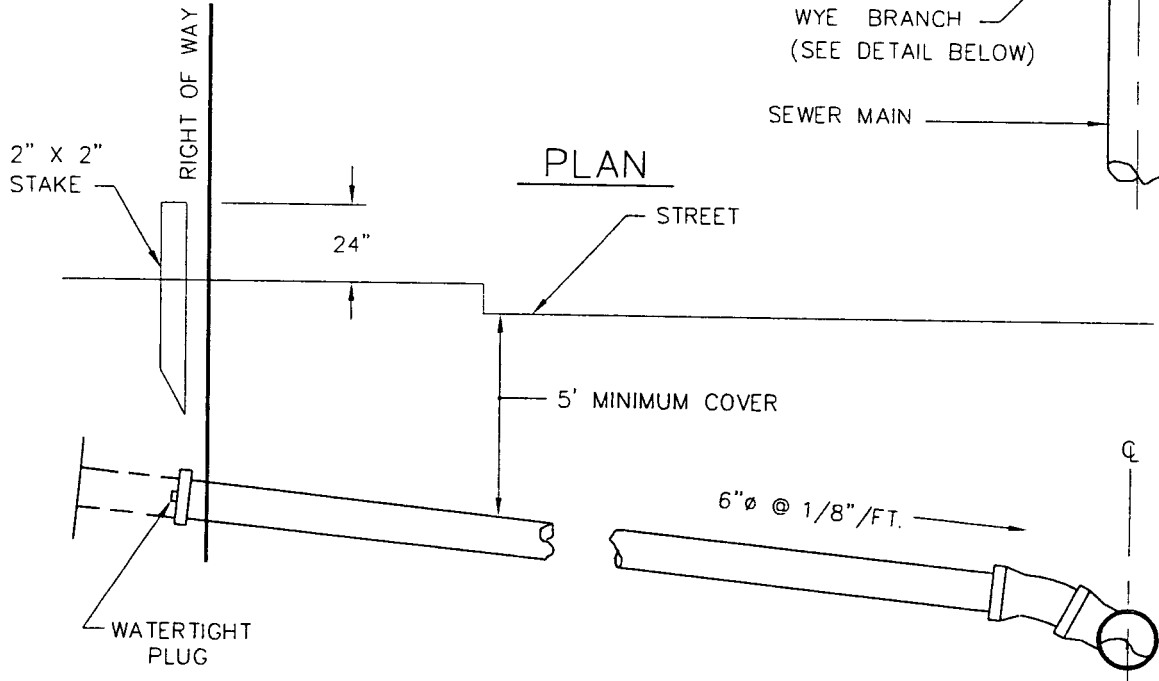 RIGHT OF WAY
WYE BRANCH
(SEE DETAIL BELOW)
SEWER MAIN
2" X 2"
STAKE
PLAN
STREET
24"
5' MINIMUM COVER
℄
6"ø @ 1/8"/FT.
WATERTIGHT
PLUG